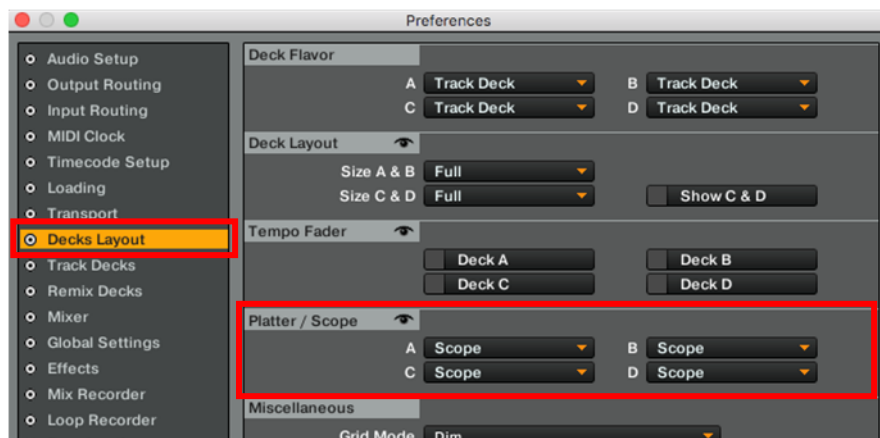 Preferences
Audio Setup
Output Routing
Input Routing
MIDI Clock
Timecode Setup
Loading
Transport
Decks Layout
Track Decks
Remix Decks
Mixer
Global Settings
Effects
Mix Recorder
Loop Recorder
Deck Flavor
A Track Deck B Track Deck
C Track Deck D Track Deck
Deck Layout
Size A & B Full
Size C & D Full Show C & D
Tempo Fader
Deck A Deck B
Deck C Deck D
Platter / Scope
A Scope B Scope
C Scope D Scope
Miscellaneous
Grid Mode Dim